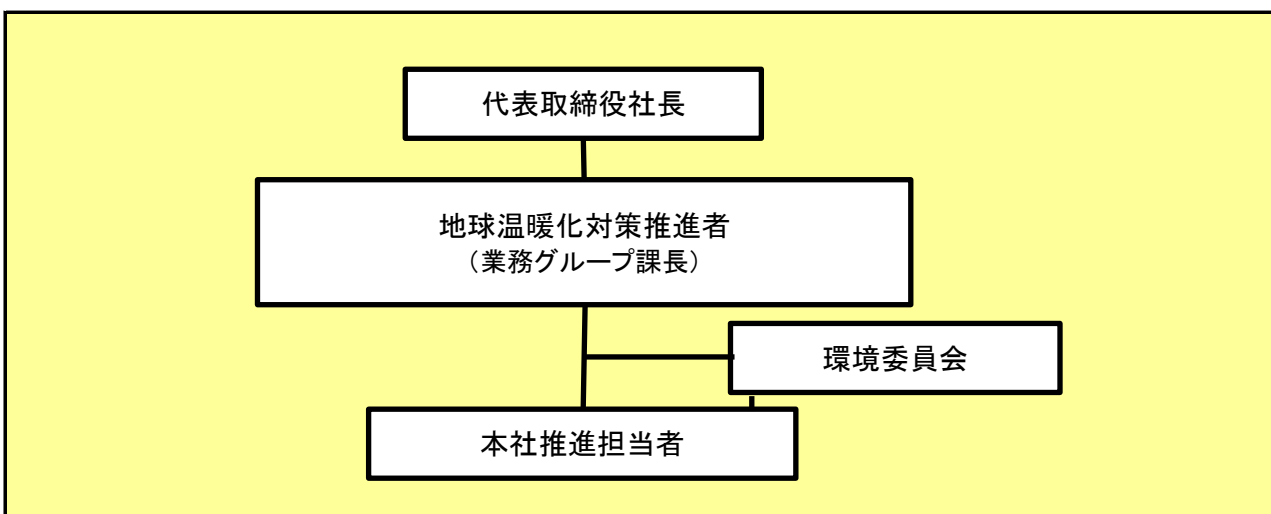 代表取締役社長
地球温暖化対策推進者
（業務グループ課長）
環境委員会
本社推進担当者